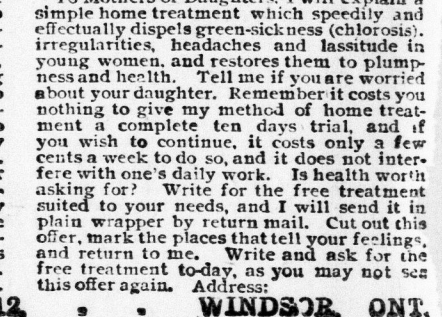 To Mothers of Daughters, I will explain a
simple home treatment which speedily and
effectually dispels green-sickness (chlorosis),
irregularities, headaches and lassitude in
young women, and restores them to plump-
ness and health. Tell me if you are worried
about your daughter. Remember it costs you
nothing to give my method of home treat-
ment a complete ten days trial, and if
you wish to continue, it costs only a few
cents a week to do so, and it does not inter-
fere with one's daily work. Is health worth
asking for? Write for the free treatment
suited to your needs, and I will send it in
plain wrapper by return mail. Cut out this
offer, mark the places that tell your feelings,
and return to me. Write and ask for the
free treatment to-day, as you may not see
this offer again. Address:
12, , , WINDSOR, ONT.